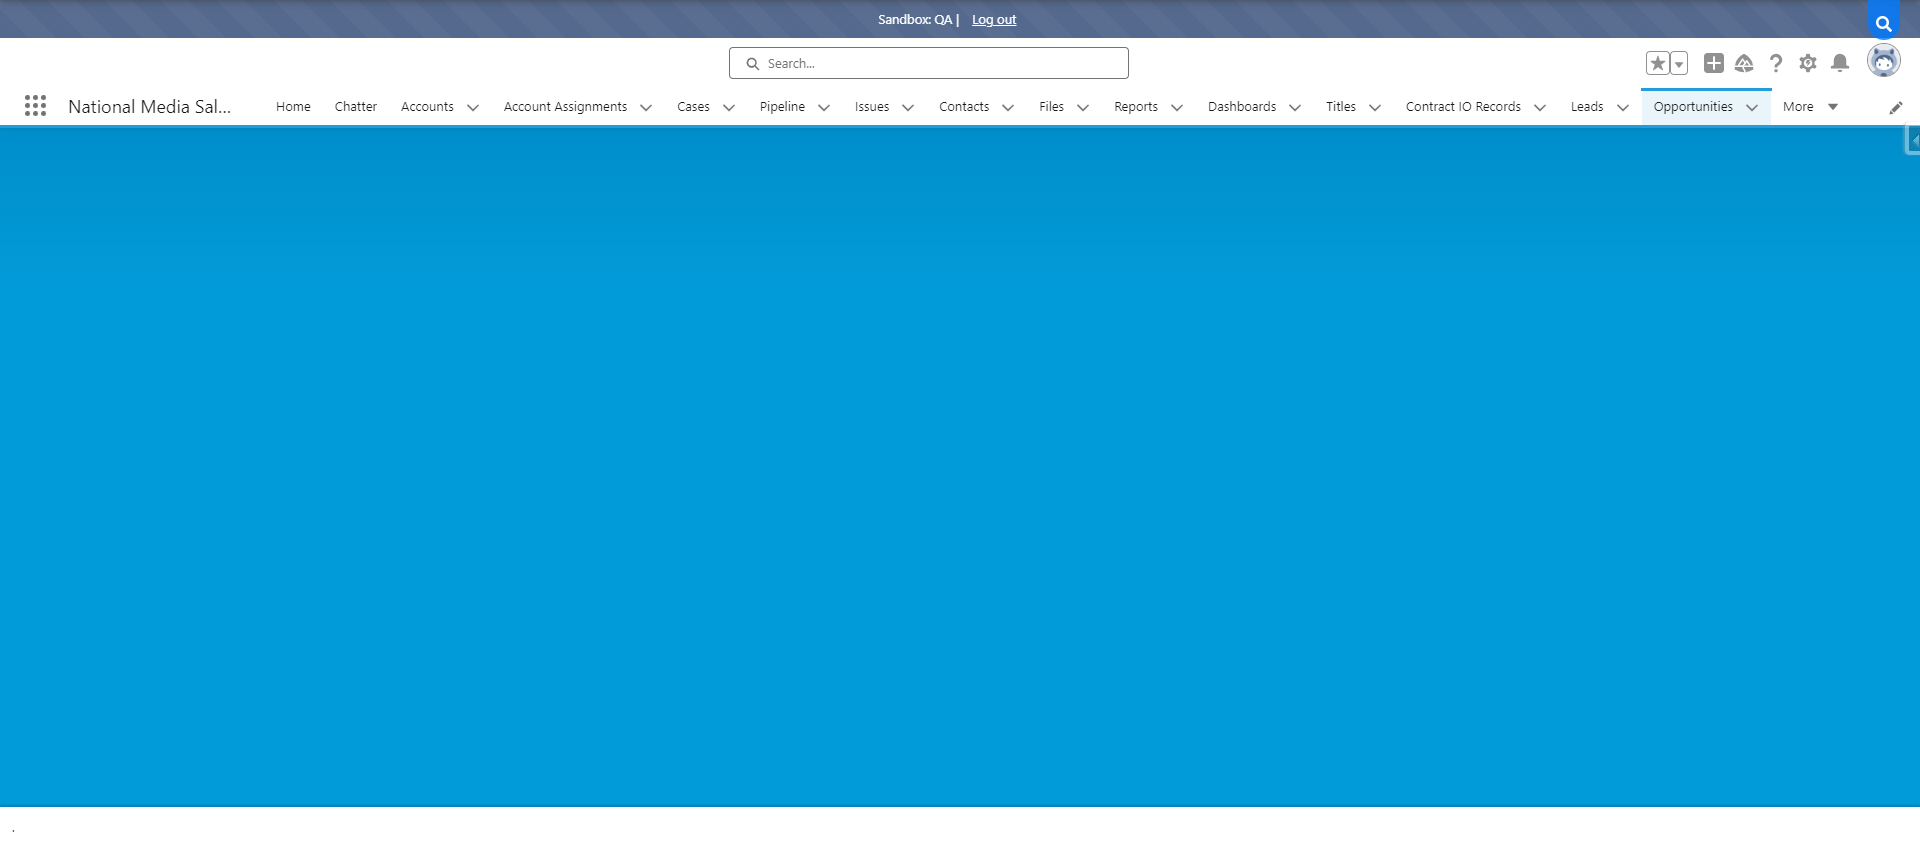 Sandbox: QA | Log out
Search...
National Media Sal... Home Chatter Accounts Account Assignments Cases Pipeline Issues Contacts Files Reports Dashboards Titles Contract IO Records Leads Opportunities More
.